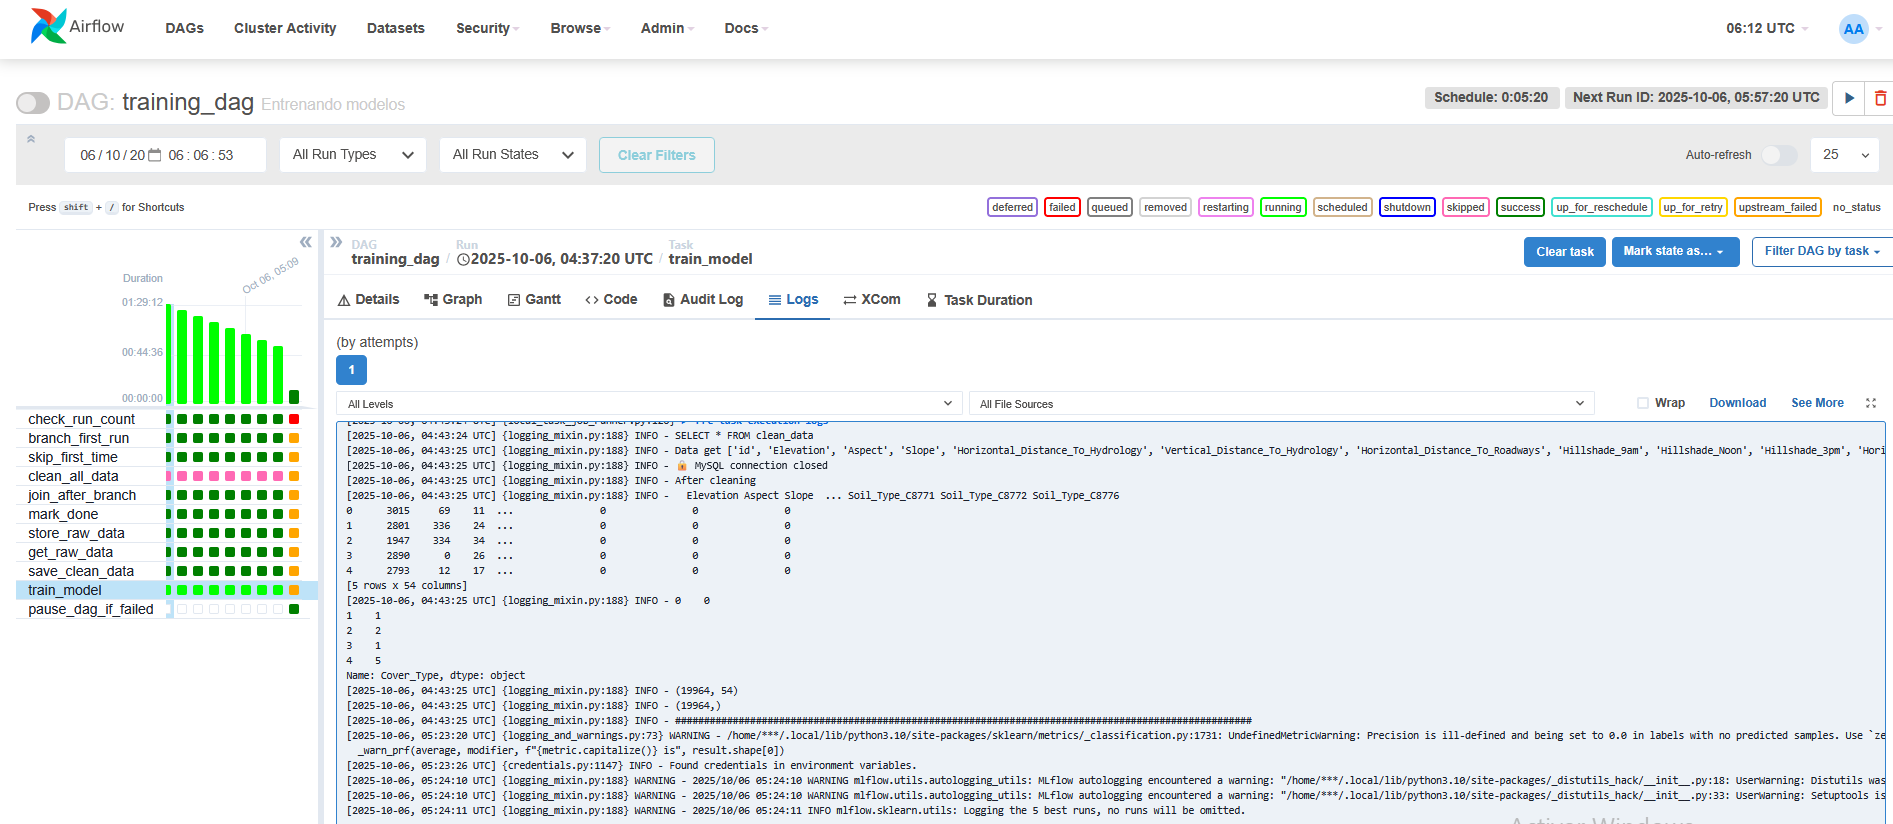 Airflow DAGs Cluster Activity Datasets Security Browse Admin Docs 06:12 UTC AA
DAG: training_dag Entrenando modelos Schedule: 0:05:20 Next Run ID: 2025-10-06, 05:57:20 UTC
06/10/20 06:06:53 All Run Types All Run States Clear Filters Auto-refresh 25
Press shift + / for Shortcuts deferred failed queued removed restarting running scheduled shutdown skipped success up_for_reschedule up_for_retry upstream_failed no_status
Duration
Oct 06, 05:09
01:29:12
00:44:36
00:00:00
check_run_count
branch_first_run
skip_first_time
clean_all_data
join_after_branch
mark_done
store_raw_data
get_raw_data
save_clean_data
train_model
pause_dag_if_failed
DAG Run Task
training_dag / 2025-10-06, 04:37:20 UTC / train_model Clear task Mark state as... Filter DAG by task
Details Graph Gantt Code Audit Log Logs XCom Task Duration
(by attempts)
1
All Levels All File Sources Wrap Download See More
[2025-10-06, 04:43:24 UTC] {logging_mixin.py:188} INFO - SELECT * FROM clean_data
[2025-10-06, 04:43:25 UTC] {logging_mixin.py:188} INFO - Data get ['id', 'Elevation', 'Aspect', 'Slope', 'Horizontal_Distance_To_Hydrology', 'Vertical_Distance_To_Hydrology', 'Horizontal_Distance_To_Roadways', 'Hillshade_9am', 'Hillshade_Noon', 'Hillshade_3pm', 'Hori
[2025-10-06, 04:43:25 UTC] {logging_mixin.py:188} INFO - 🔒 MySQL connection closed
[2025-10-06, 04:43:25 UTC] {logging_mixin.py:188} INFO - After cleaning
[2025-10-06, 04:43:25 UTC] {logging_mixin.py:188} INFO - Elevation Aspect Slope ... Soil_Type_C8771 Soil_Type_C8772 Soil_Type_C8776
0 3015 69 11 ... 0 0 0
1 2801 336 24 ... 0 0 0
2 1947 334 34 ... 0 0 0
3 2890 0 26 ... 0 0 0
4 2793 12 17 ... 0 0 0
[5 rows x 54 columns]
[2025-10-06, 04:43:25 UTC] {logging_mixin.py:188} INFO - 0 0
1 1
2 2
3 1
4 5
Name: Cover_Type, dtype: object
[2025-10-06, 04:43:25 UTC] {logging_mixin.py:188} INFO - (19964, 54)
[2025-10-06, 04:43:25 UTC] {logging_mixin.py:188} INFO - (19964,)
[2025-10-06, 04:43:25 UTC] {logging_mixin.py:188} INFO - ####################################################################################################
[2025-10-06, 05:23:20 UTC] {logging_and_warnings.py:73} WARNING - /home/***/.local/lib/python3.10/site-packages/sklearn/metrics/_classification.py:1731: UndefinedMetricWarning: Precision is ill-defined and being set to 0.0 in labels with no predicted samples. Use `ze
_warn_prf(average, modifier, f"{metric.capitalize()} is", result.shape[0])
[2025-10-06, 05:23:26 UTC] {credentials.py:1147} INFO - Found credentials in environment variables.
[2025-10-06, 05:24:10 UTC] WARNING - 2025/10/06 05:24:10 WARNING mlflow.utils.autologging_utils: MLflow autologging encountered a warning: "/home/***/.local/lib/python3.10/site-packages/_distutils_hack/__init__.py:18: UserWarning: Distutils was
[2025-10-06, 05:24:10 UTC] WARNING - 2025/10/06 05:24:10 WARNING mlflow.utils.autologging_utils: MLflow autologging encountered a warning: "/home/***/.local/lib/python3.10/site-packages/_distutils_hack/__init__.py:33: UserWarning: Setuptools is
[2025-10-06, 05:24:11 UTC] WARNING - 2025/10/06 05:24:11 INFO mlflow.sklearn.utils: Logging the 5 best runs, no runs will be omitted.